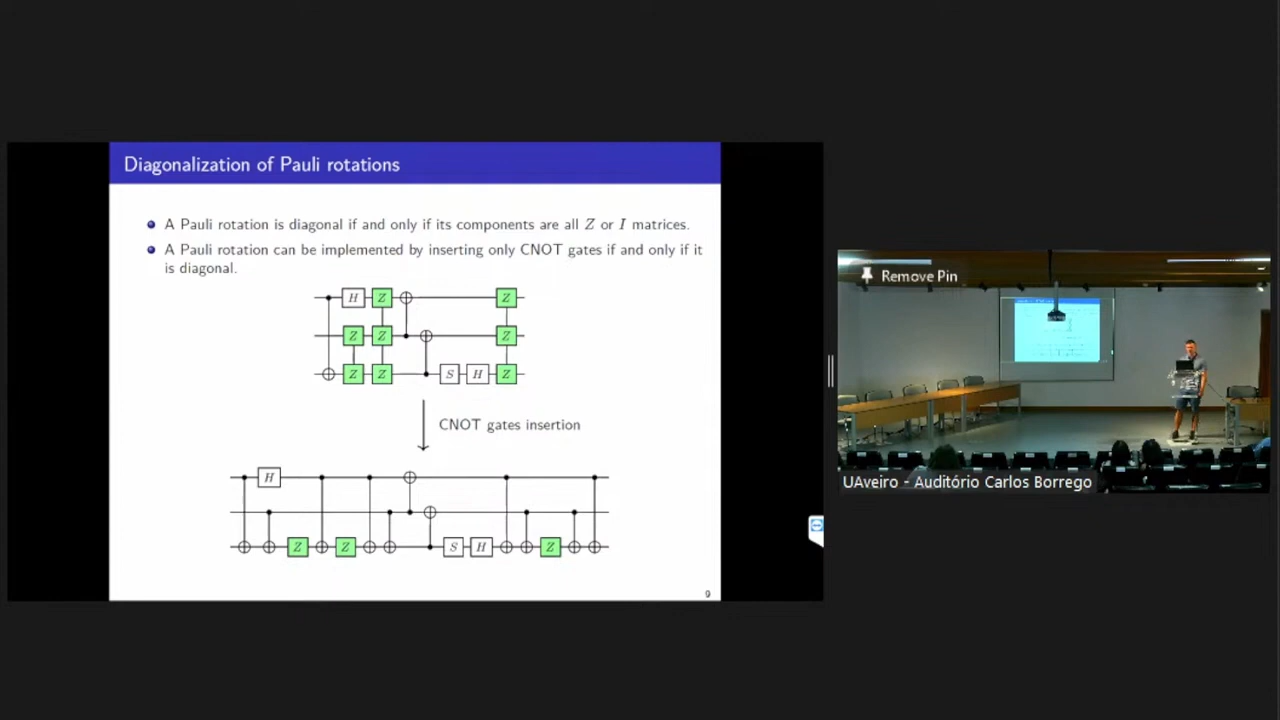 Diagonalization of Pauli rotations
A Pauli rotation is diagonal if and only if its components are all Z or I matrices.
A Pauli rotation can be implemented by inserting only CNOT gates if and only if it
is diagonal.
H Z Z
Z Z Z
Z Z S H Z
CNOT gates insertion
H
Z Z S H Z
9
Remove Pin
UAveiro - Auditório Carlos Borrego